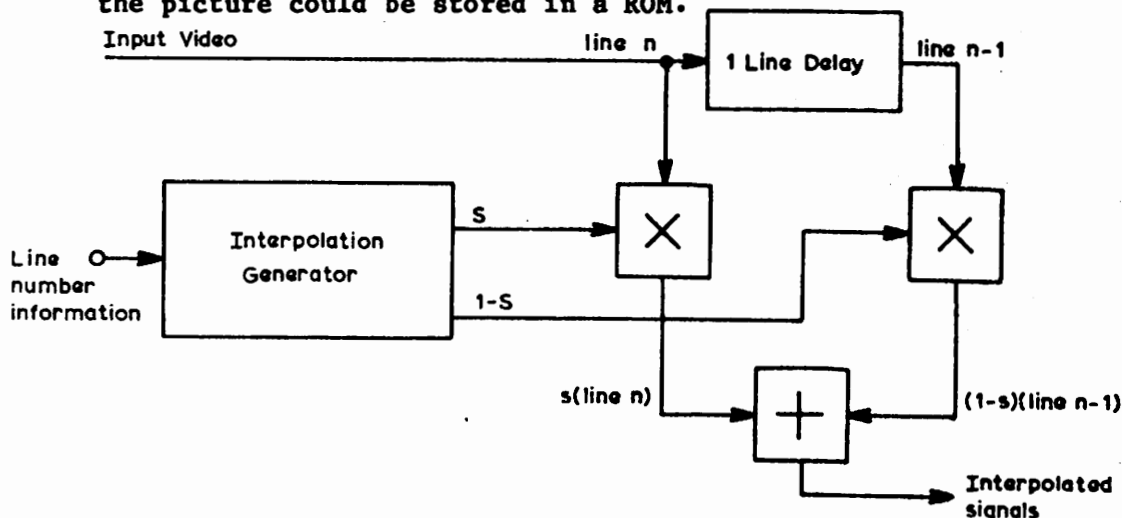 the picture could be stored in a ROM.
Input Video
line n
1 Line Delay
line n-1
Interpolation
Generator
S
1-S
Line
number
information
×
×
s(line n)
+
(1-s)(line n-1)
Interpolated
signals